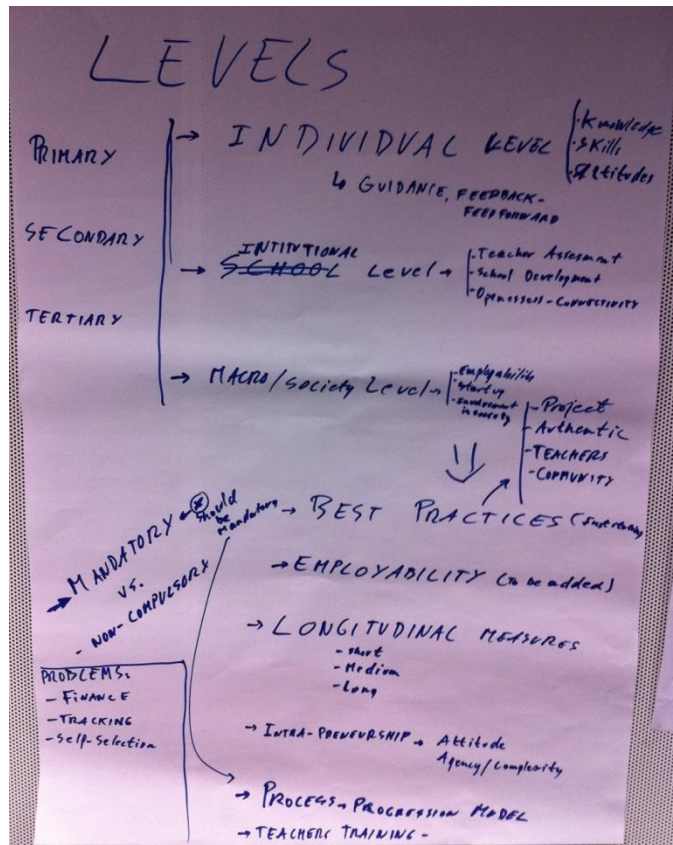 LEVELS
PRIMARY
SECONDARY
TERTIARY
→ INDIVIDUAL LEVEL
- Knowledge
- Skills
- Attitudes
↳ GUIDANCE, FEEDBACK-
FEEDFORWARD
INTITUTIONAL
→ SCHOOL Level →
- Teacher Assesment
- School Development
- Openessess - CONNECTIVITY
→ MACRO/Society Level →
- Employability
- Start up
- Involvement
in society
- Project
- Authentic
- TEACHERS
- COMMUNITY
→ MANDATORY
vs.
- NON-COMPULSORY
should
be
Mandatory
→ BEST PRACTICES
→ EMPLOYABILITY (to be added)
→ LONGITUDINAL MEASURES
- short
- Medium
- Long
PROBLEMS:
- FINANCE
- TRACKING
- Self-Selection
→ INTRA-PRENEURSHIP → Attitude
Agency/Complexity
→ PROCESS → PROGRESSION MODEL
→ TEACHERS TRAINING -